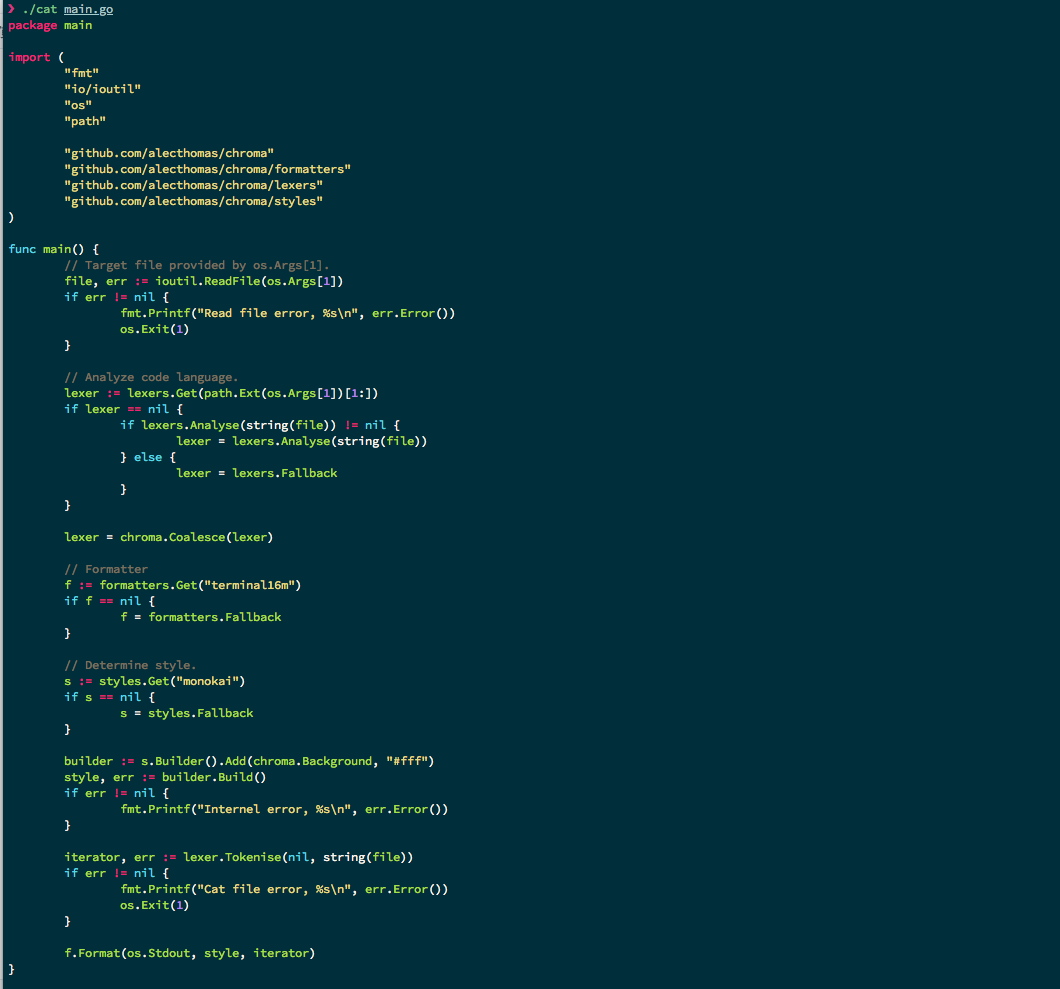 ❯ ./cat main.go
package main

import (
        "fmt"
        "io/ioutil"
        "os"
        "path"

        "github.com/alecthomas/chroma"
        "github.com/alecthomas/chroma/formatters"
        "github.com/alecthomas/chroma/lexers"
        "github.com/alecthomas/chroma/styles"
)

func main() {
        // Target file provided by os.Args[1].
        file, err := ioutil.ReadFile(os.Args[1])
        if err != nil {
                fmt.Printf("Read file error, %s\n", err.Error())
                os.Exit(1)
        }

        // Analyze code language.
        lexer := lexers.Get(path.Ext(os.Args[1])[1:])
        if lexer == nil {
                if lexers.Analyse(string(file)) != nil {
                        lexer = lexers.Analyse(string(file))
                } else {
                        lexer = lexers.Fallback
                }
        }

        lexer = chroma.Coalesce(lexer)

        // Formatter
        f := formatters.Get("terminal16m")
        if f == nil {
                f = formatters.Fallback
        }

        // Determine style.
        s := styles.Get("monokai")
        if s == nil {
                s = styles.Fallback
        }

        builder := s.Builder().Add(chroma.Background, "#fff")
        style, err := builder.Build()
        if err != nil {
                fmt.Printf("Internel error, %s\n", err.Error())
        }

        iterator, err := lexer.Tokenise(nil, string(file))
        if err != nil {
                fmt.Printf("Cat file error, %s\n", err.Error())
                os.Exit(1)
        }

        f.Format(os.Stdout, style, iterator)
}